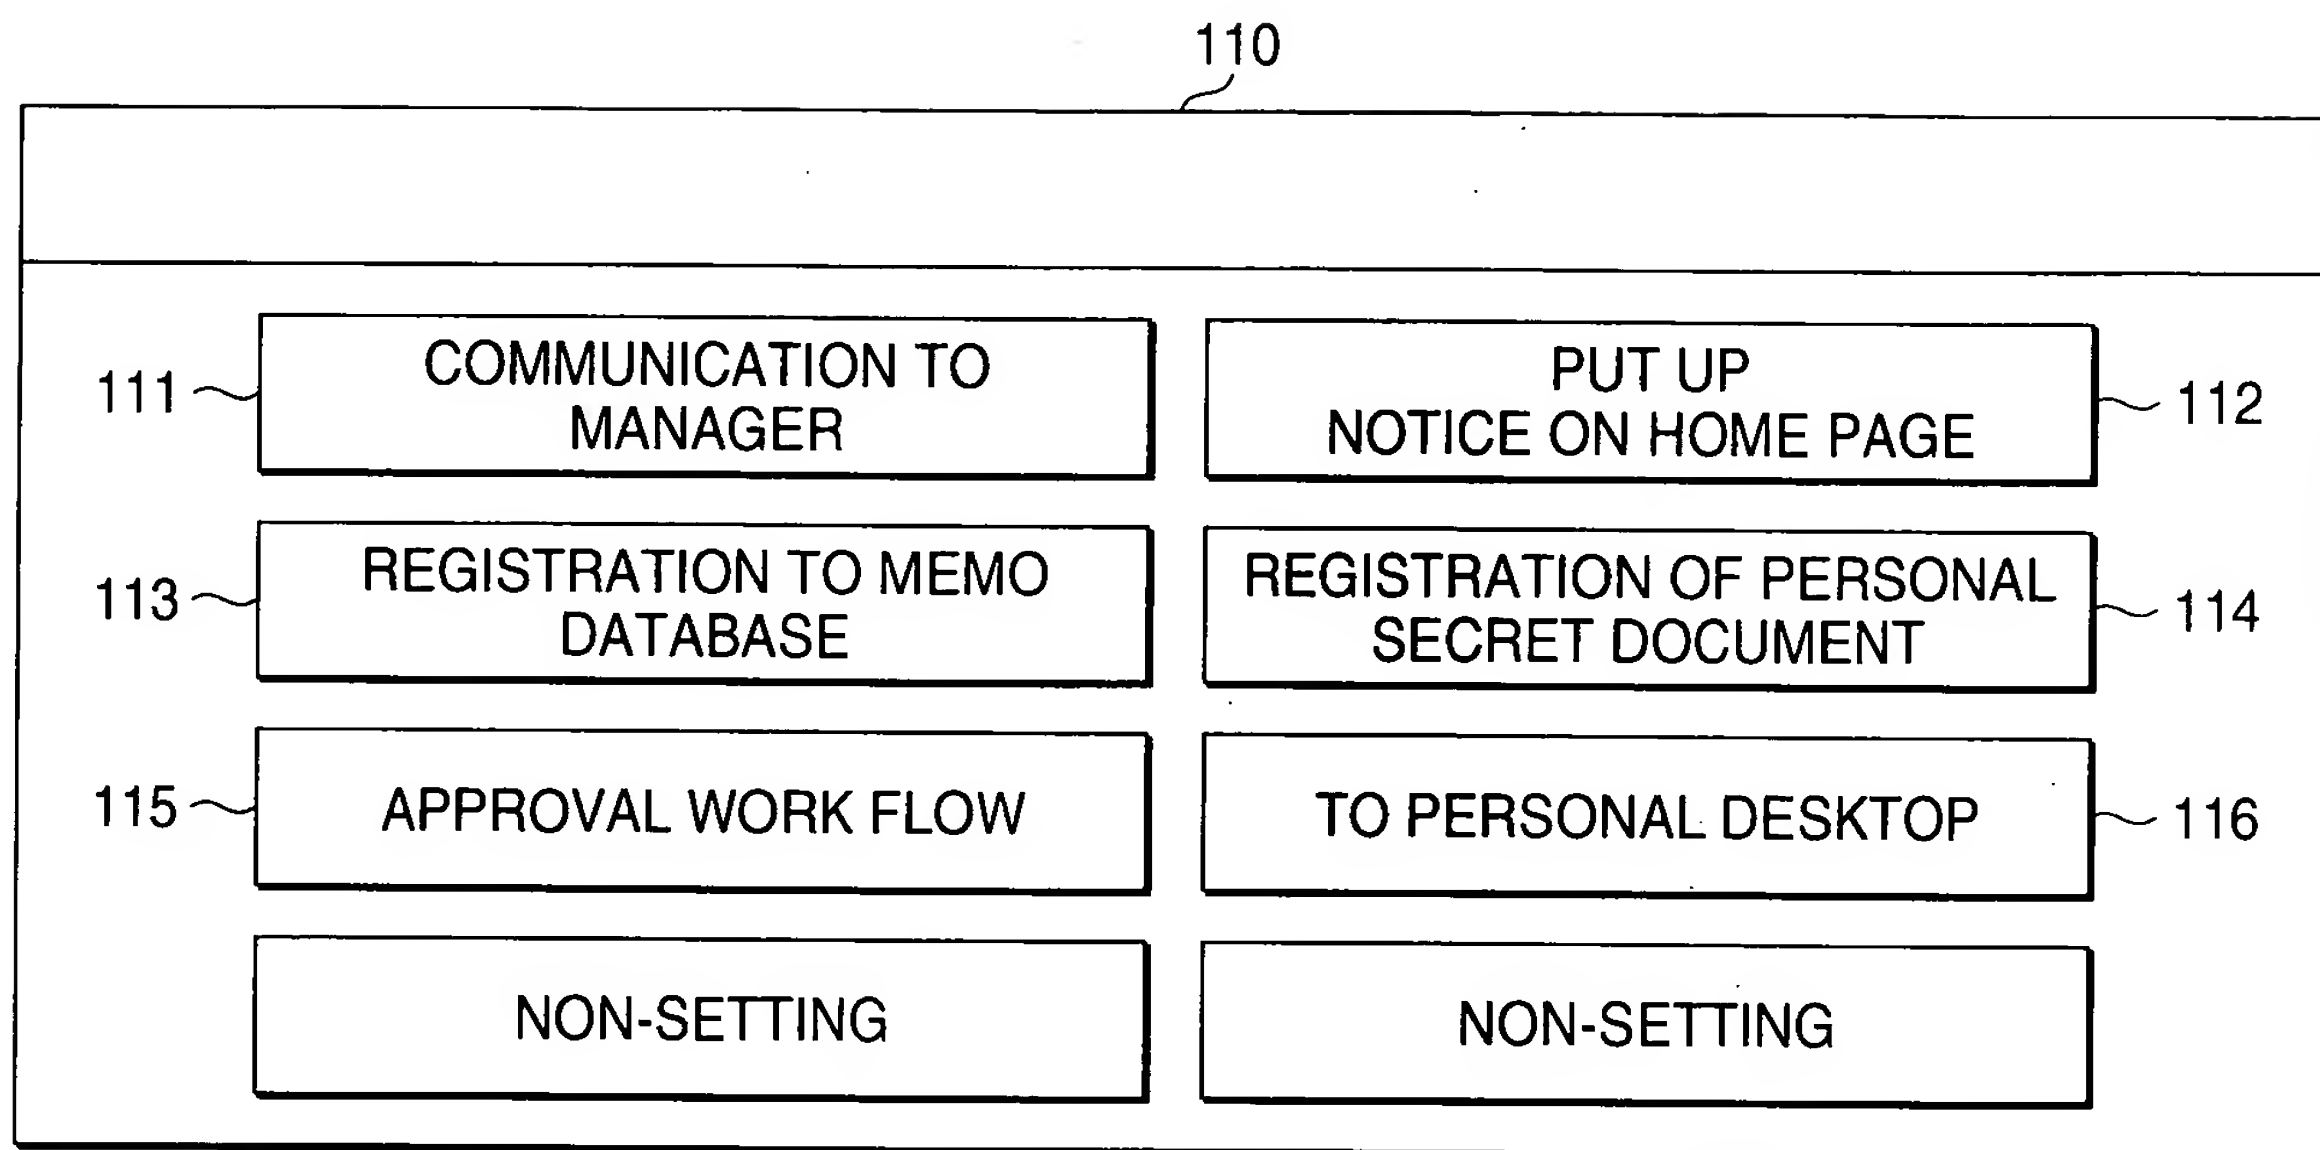 110
111
COMMUNICATION TO
MANAGER
PUT UP
NOTICE ON HOME PAGE
112
113
REGISTRATION TO MEMO
DATABASE
REGISTRATION OF PERSONAL
SECRET DOCUMENT
114
115
APPROVAL WORK FLOW
TO PERSONAL DESKTOP
116
NON-SETTING
NON-SETTING